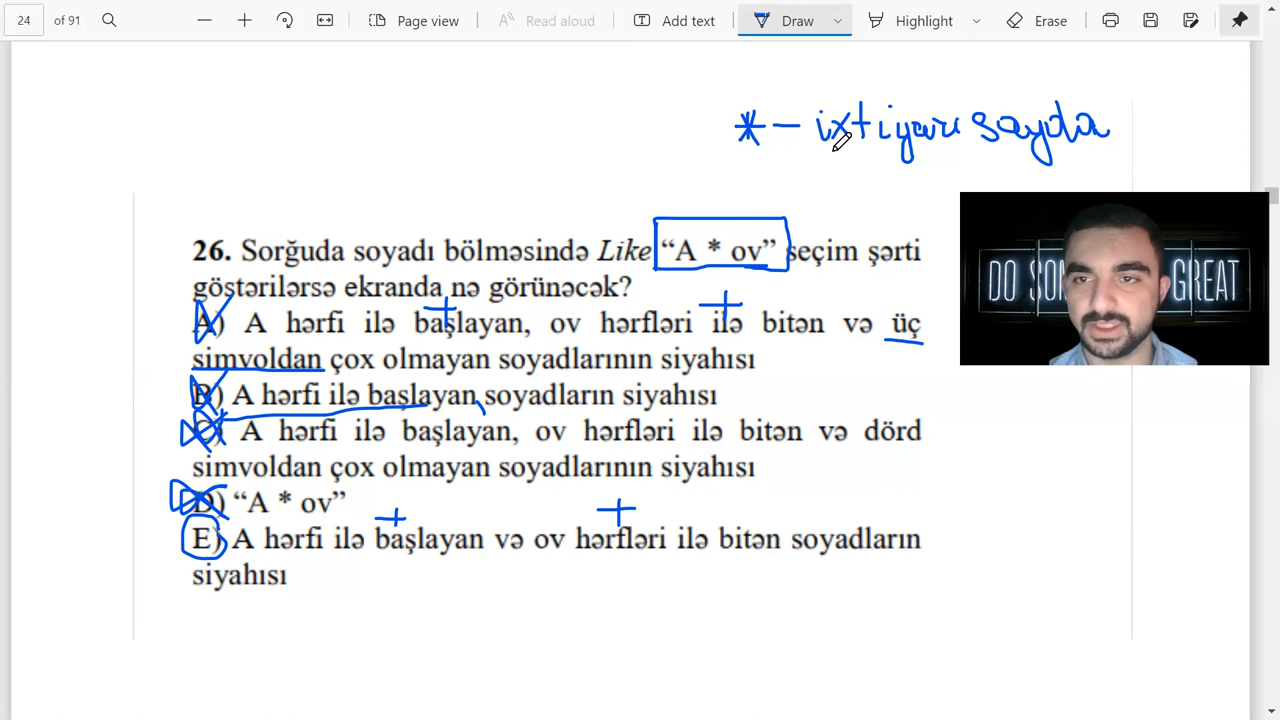 24 of 91 Page view Read aloud Add text Draw Highlight Erase
* – ixtiyari sayda
DO SOM GREAT
26. Sorğuda soyadı bölməsində Like “A * ov” seçim şərti
göstərilərsə ekranda nə görünəcək?
A) A hərfi ilə başlayan, ov hərfləri ilə bitən və üç
simvoldan çox olmayan soyadlarının siyahısı
B) A hərfi ilə başlayan soyadların siyahısı
C) A hərfi ilə başlayan, ov hərfləri ilə bitən və dörd
simvoldan çox olmayan soyadlarının siyahısı
D) “A * ov”
E) A hərfi ilə başlayan və ov hərfləri ilə bitən soyadların
siyahısı